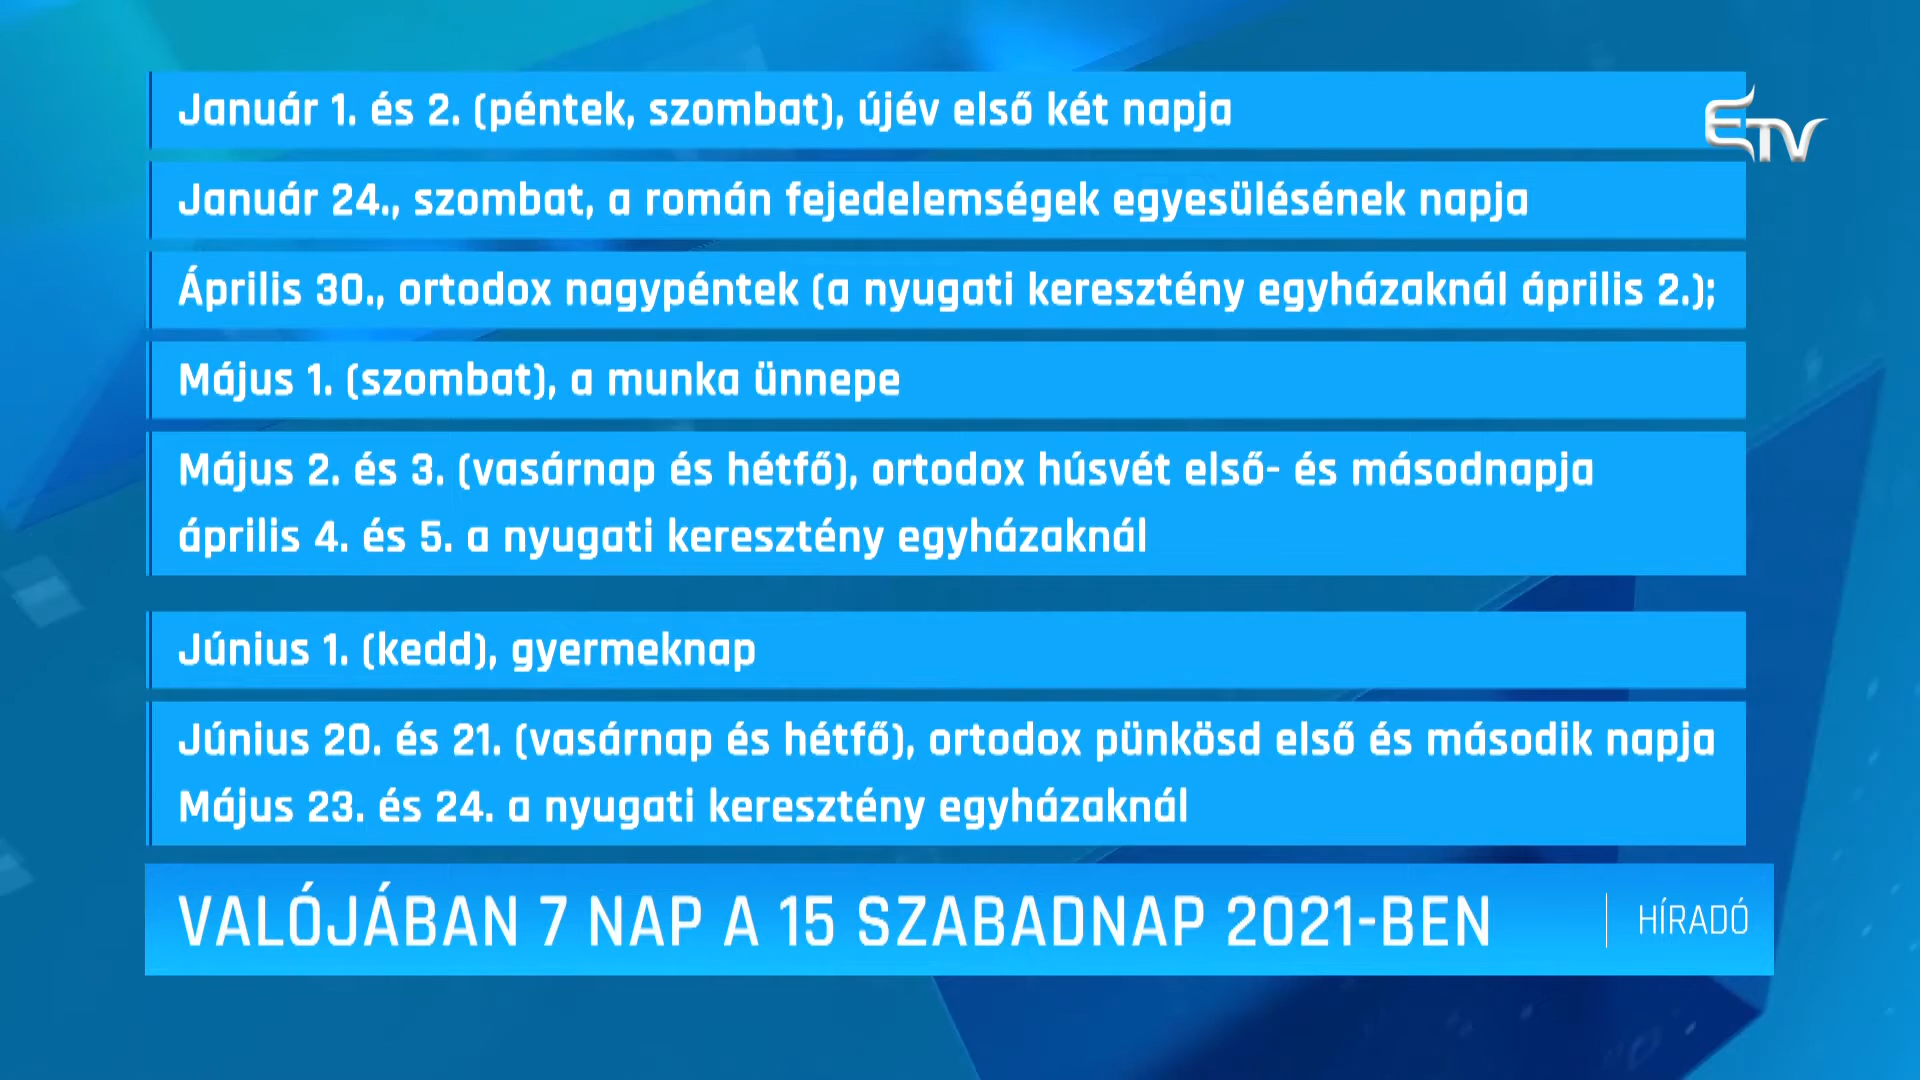 Január 1. és 2. (péntek, szombat), újév első két napja
ETV
Január 24., szombat, a román fejedelemségek egyesülésének napja
Április 30., ortodox nagypéntek (a nyugati keresztény egyházaknál április 2.);
Május 1. (szombat), a munka ünnepe
Május 2. és 3. (vasárnap és hétfő), ortodox húsvét első- és másodnapja
április 4. és 5. a nyugati keresztény egyházaknál
Június 1. (kedd), gyermeknap
Június 20. és 21. (vasárnap és hétfő), ortodox pünkösd első és második napja
Május 23. és 24. a nyugati keresztény egyházaknál
VALÓJÁBAN 7 NAP A 15 SZABADNAP 2021-BEN
HÍRADÓ